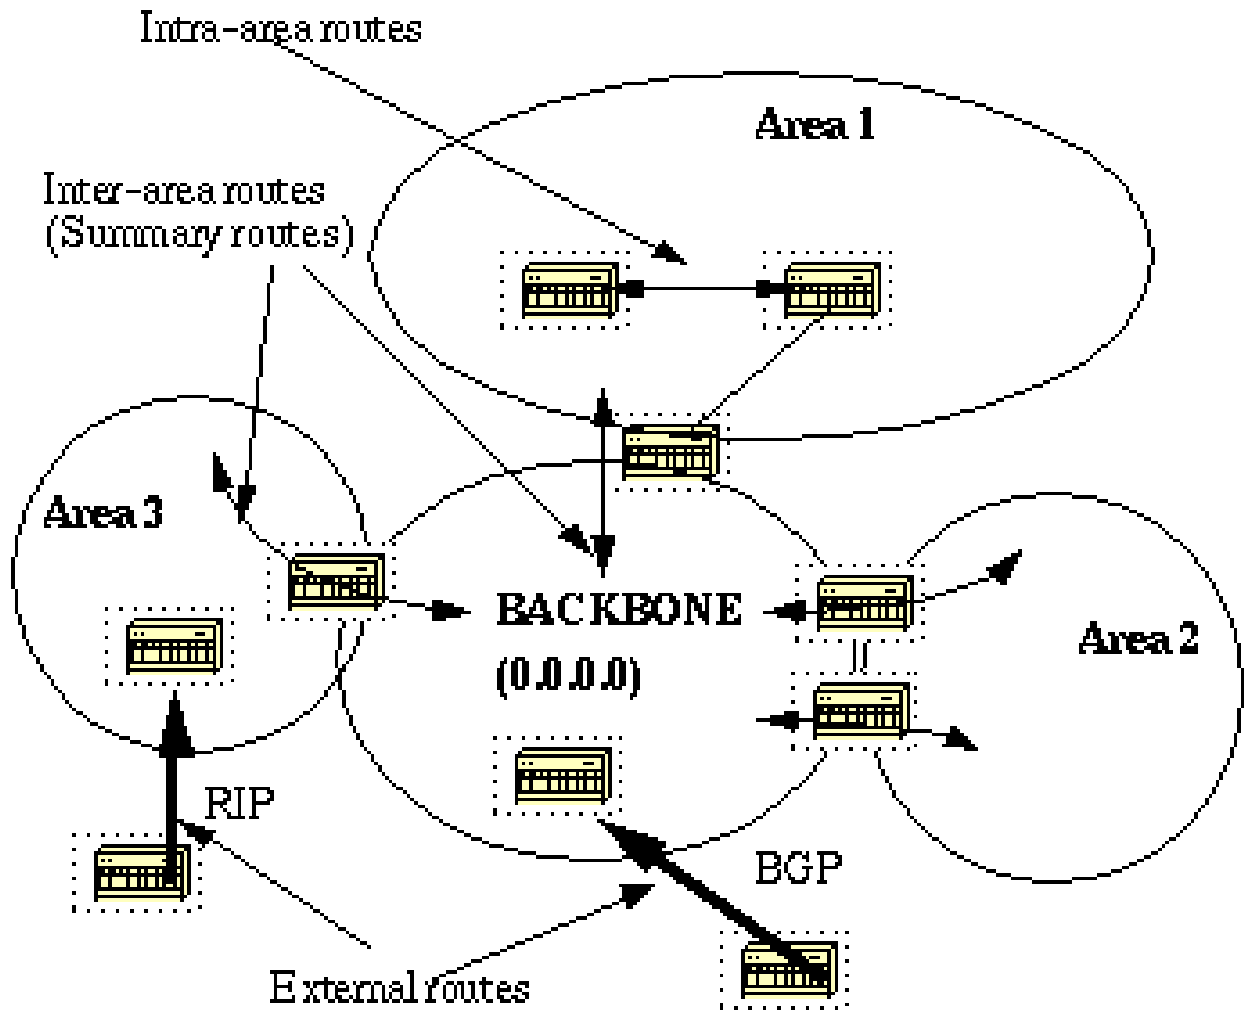 Intra-area routes
Area 1
Inter-area routes
(Summary routes)
Area 3
BACKBONE
(0.0.0.0)
Area 2
RIP
BGP
External routes